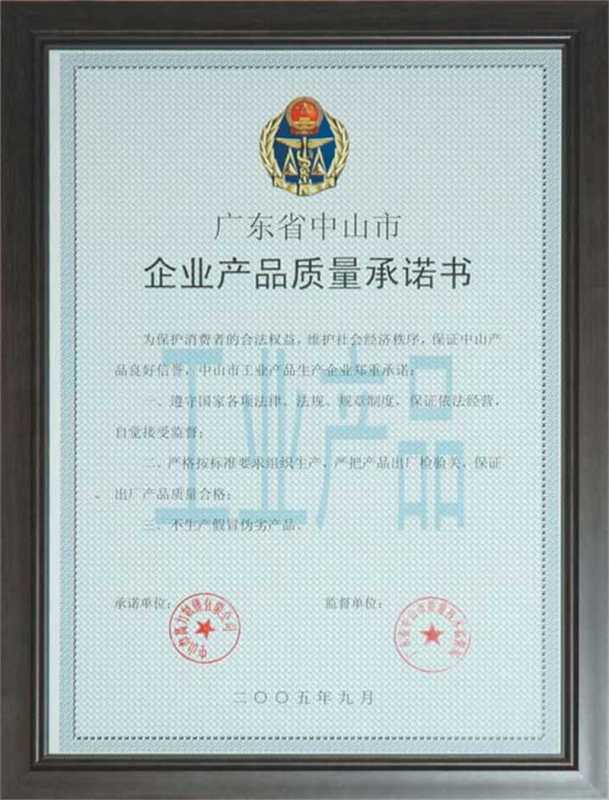 广东省中山市
企业产品质量承诺书
为保护消费者的合法权益，维护社会经济秩序，保证中山产
品良好信誉，中山市工业产品生产企业郑重承诺：
一、遵守国家各项法律、法规、规章制度，保证依法经营，
自觉接受监督；
二、严格按标准要求组织生产，严把产品出厂检验关，保证
出厂产品质量合格；
三、不生产假冒伪劣产品。
工业产品
承诺单位：
监督单位：
二〇〇五年九月